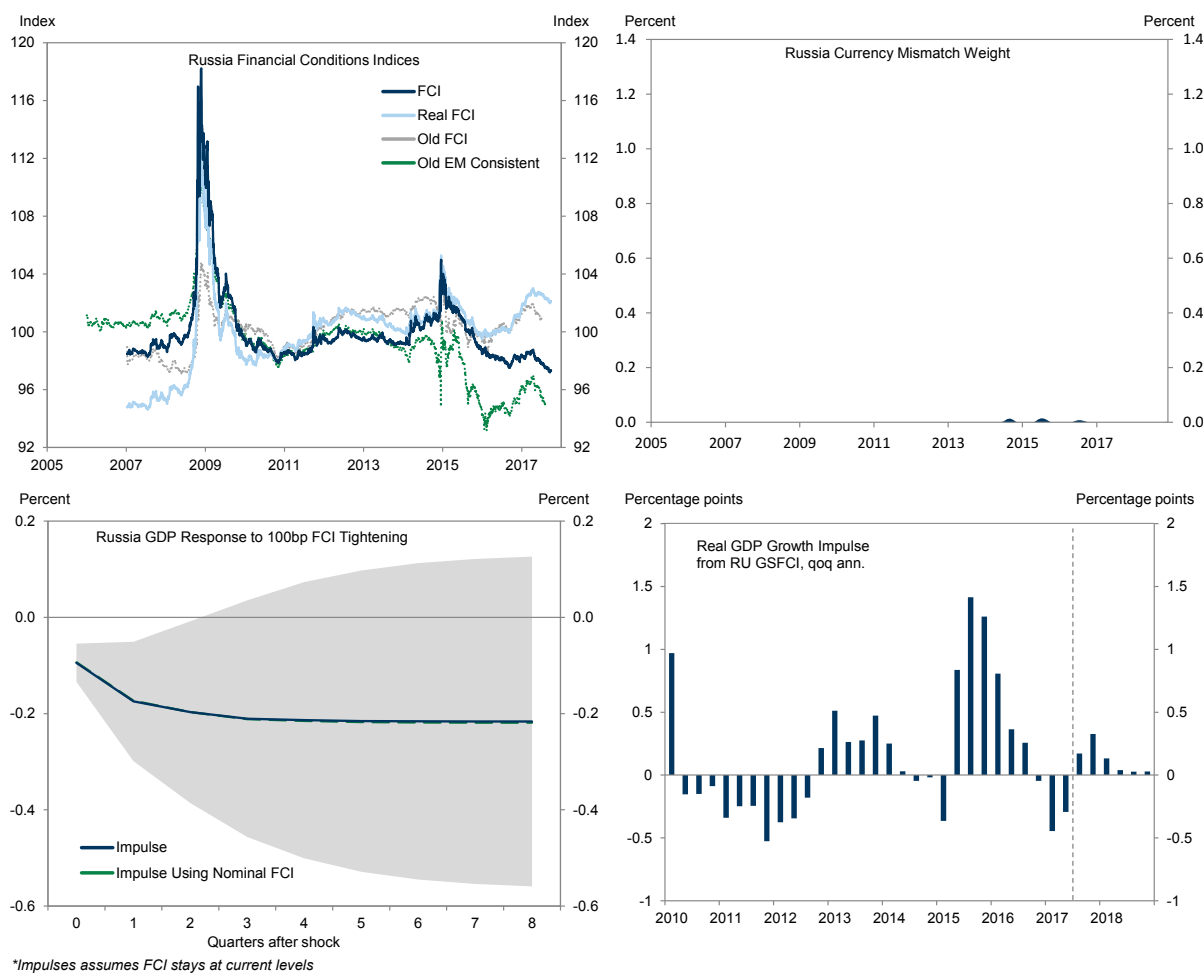 Index
Index
Russia Financial Conditions Indices
120
120
116
116
112
112
108
108
104
104
100
100
96
96
92
92
FCI
Real FCI
Old FCI
Old EM Consistent
2005 2007 2009 2011 2013 2015 2017
Percent
Percent
Russia Currency Mismatch Weight
1.4
1.4
1.2
1.2
1.0
1.0
0.8
0.8
0.6
0.6
0.4
0.4
0.2
0.2
0.0
0.0
2005 2007 2009 2011 2013 2015 2017
Percent
Percent
Russia GDP Response to 100bp FCI Tightening
0.2
0.2
0.0
0.0
-0.2
-0.2
-0.4
-0.4
-0.6
-0.6
Impulse
Impulse Using Nominal FCI
0 1 2 3 4 5 6 7 8
Quarters after shock
Percentage points
Percentage points
Real GDP Growth Impulse
from RU GSFCI, qoq ann.
2
2
1.5
1.5
1
1
0.5
0.5
0
0
-0.5
-0.5
-1
-1
2010 2011 2012 2013 2014 2015 2016 2017 2018
*Impulses assumes FCI stays at current levels